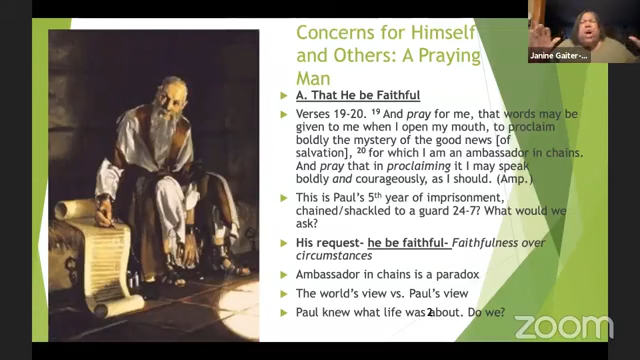 Concerns for Himself
and Others: A Praying
Man
A. That He be Faithful
Verses 19-20. 19 And pray for me, that words may be
given to me when I open my mouth, to proclaim
boldly the mystery of the good news [of
salvation], 20 for which I am an ambassador in chains.
And pray that in proclaiming it I may speak
boldly and courageously, as I should. (Amp.)
This is Paul's 5th year of imprisonment,
chained/shackled to a guard 24-7? What would we
ask?
His request- he be faithful- Faithfulness over
circumstances
Ambassador in chains is a paradox
The world's view vs. Paul's view
Paul knew what life was about. Do we?
2
Janine Gaiter-...
zoom